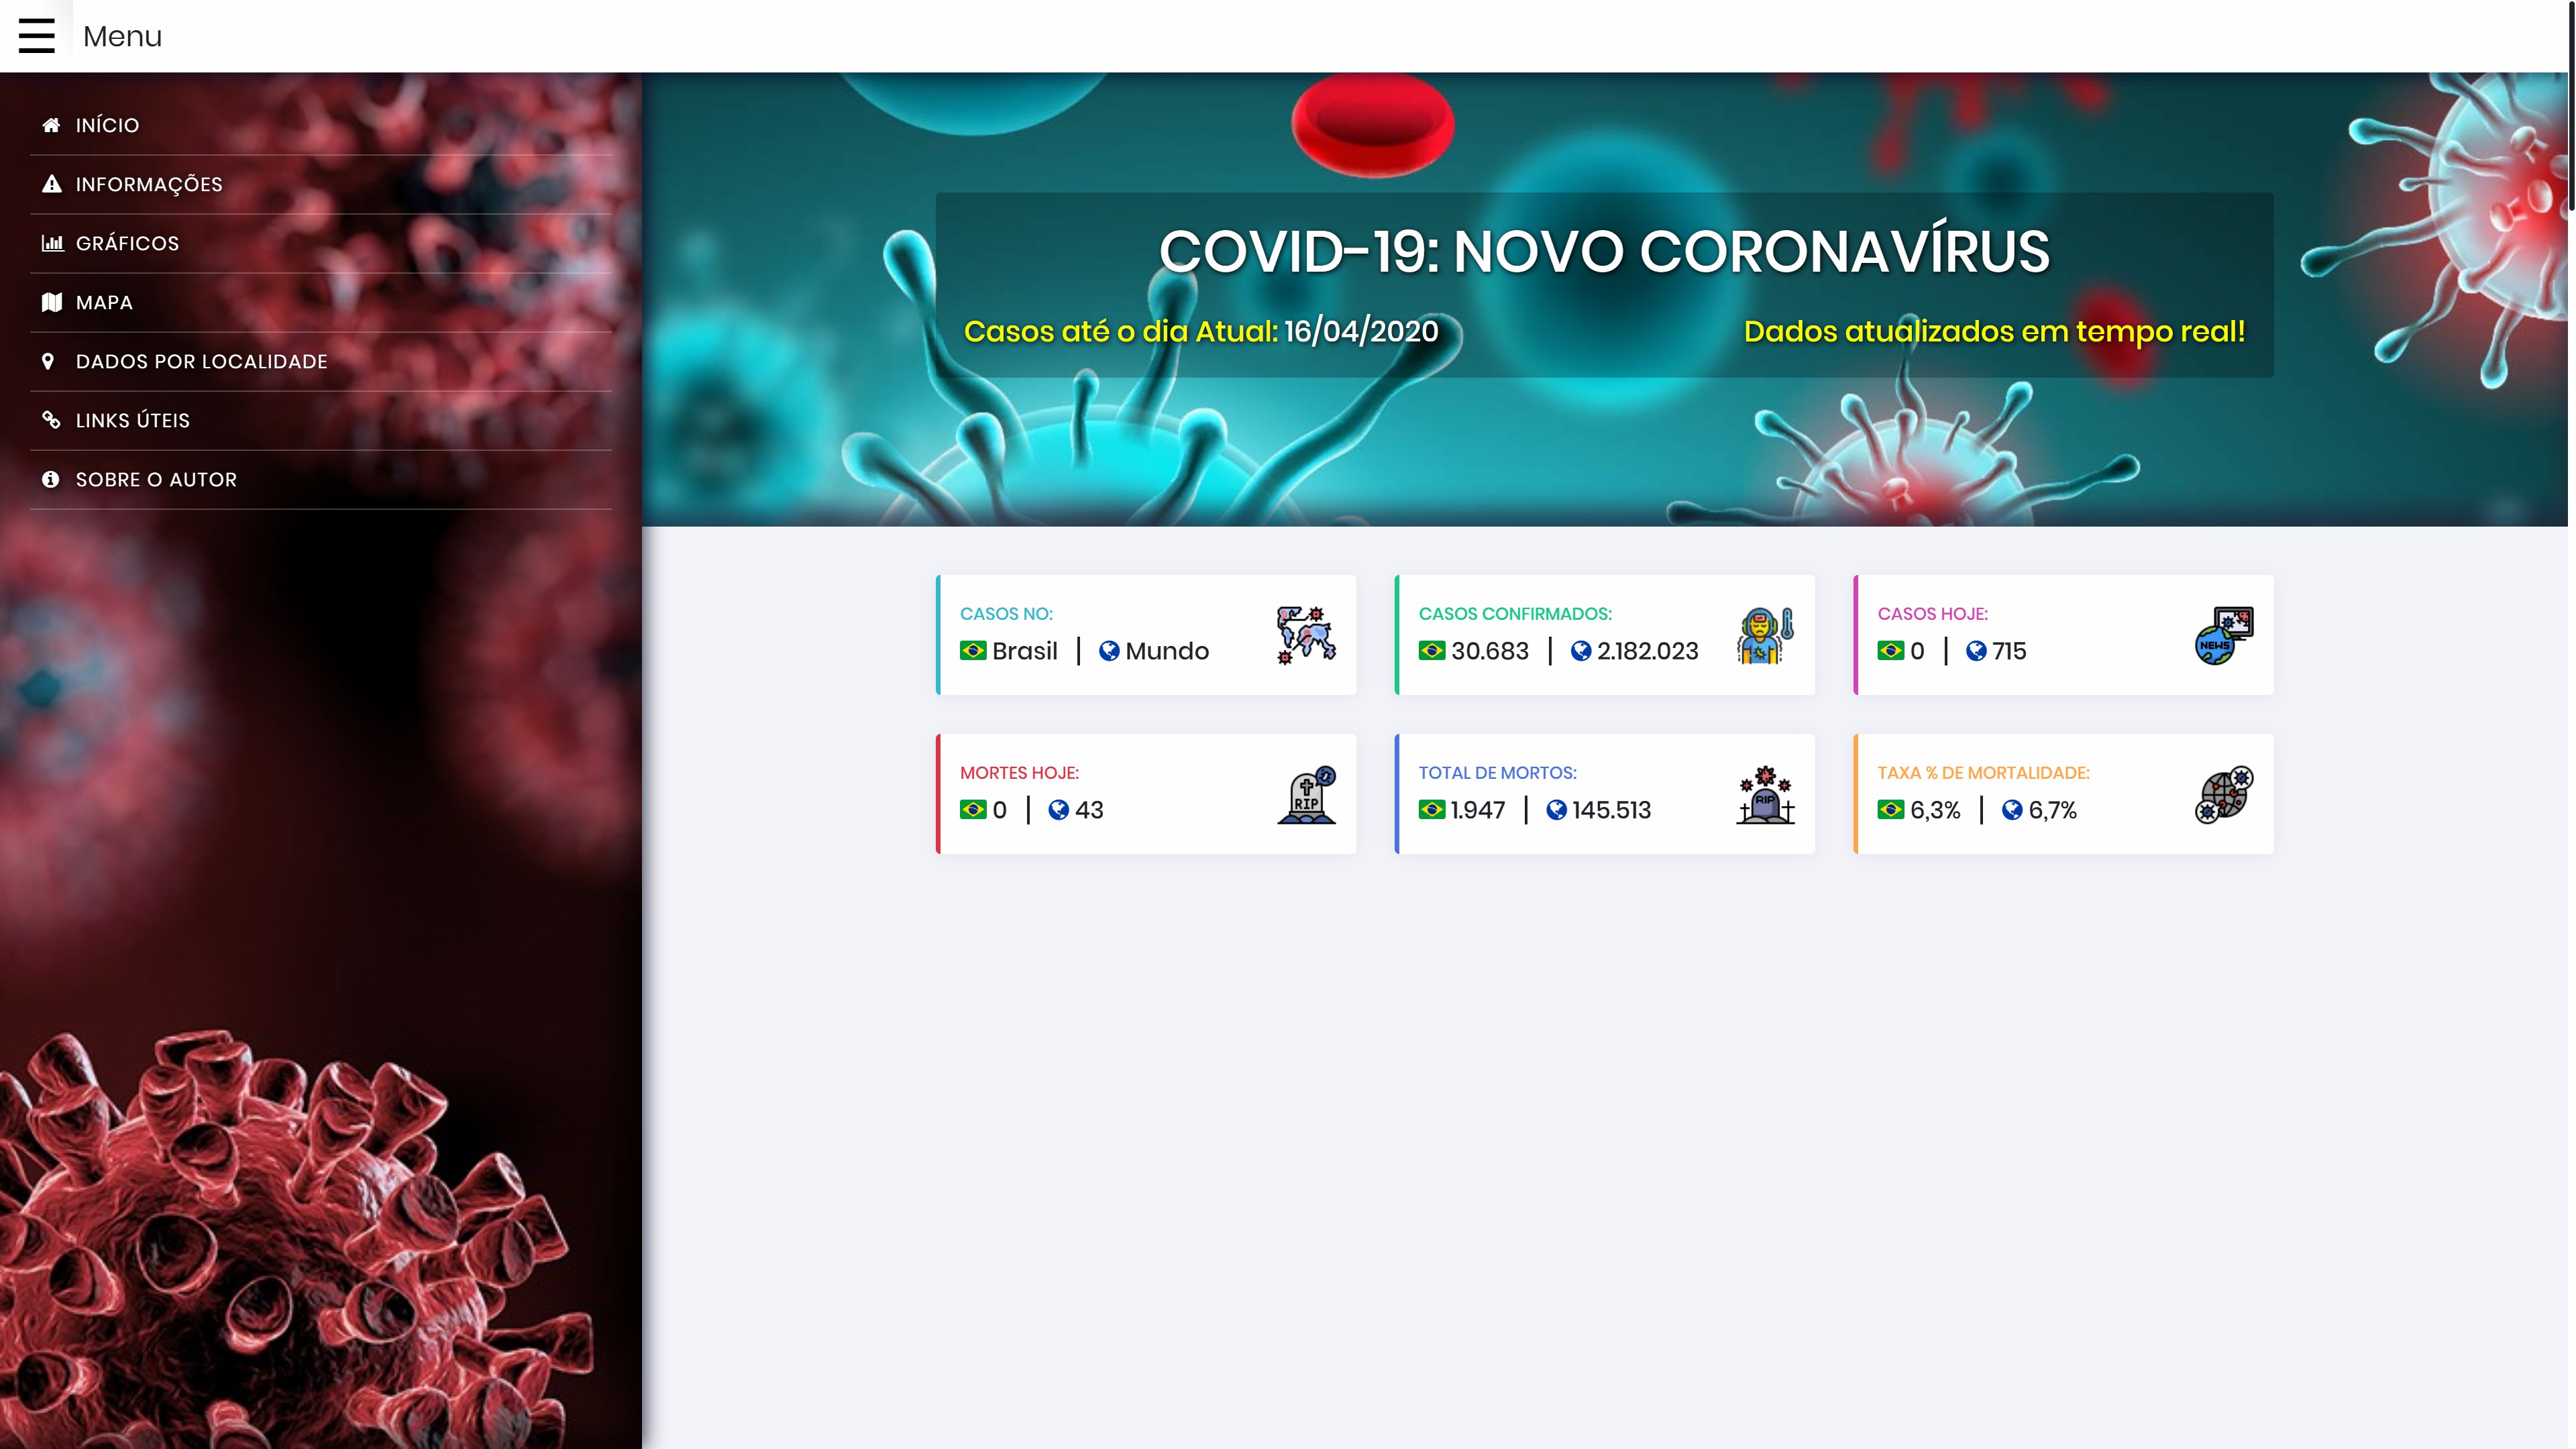 Menu
INÍCIO
INFORMAÇÕES
GRÁFICOS
MAPA
DADOS POR LOCALIDADE
LINKS ÚTEIS
SOBRE O AUTOR
COVID-19: NOVO CORONAVÍRUS
Casos até o dia Atual: 16/04/2020
Dados atualizados em tempo real!
CASOS NO:
Brasil | Mundo
CASOS CONFIRMADOS:
30.683 | 2.182.023
CASOS HOJE:
0 | 715
NEWS
MORTES HOJE:
0 | 43
RIP
TOTAL DE MORTOS:
1.947 | 145.513
RIP
TAXA % DE MORTALIDADE:
6,3% | 6,7%